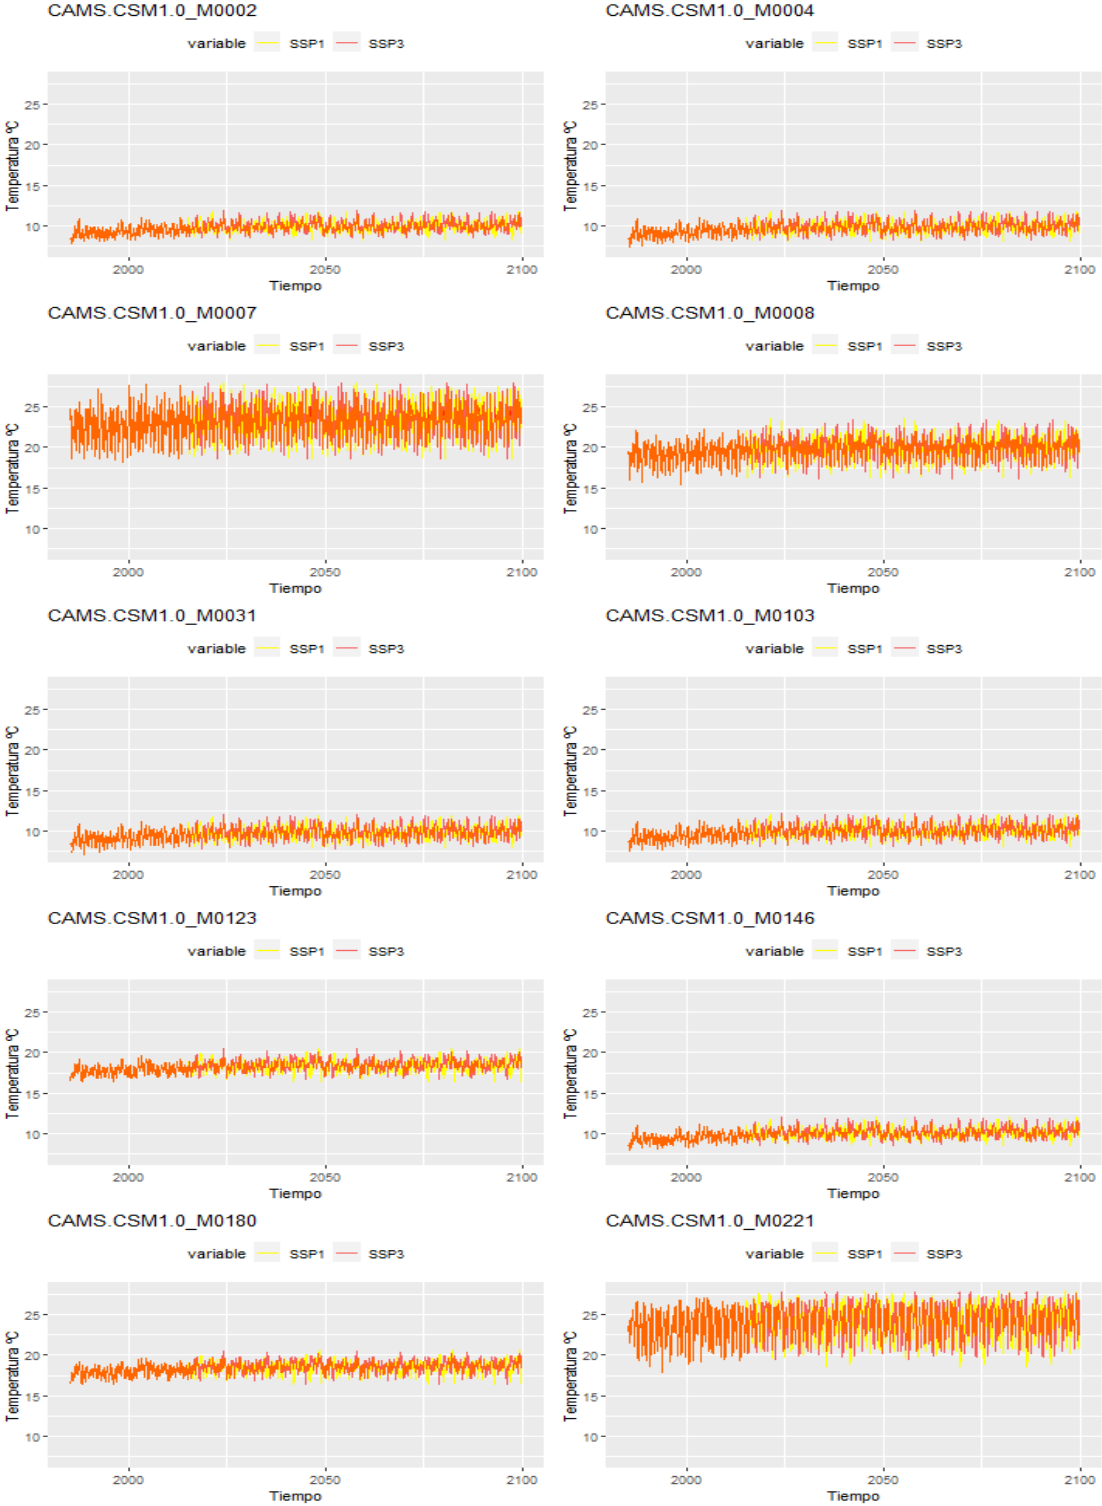 CAMS.CSM1.0_M0002
variable SSP1 SSP3
Temperatura ºC
25
20
15
10
2000 2050 2100
Tiempo
CAMS.CSM1.0_M0004
variable SSP1 SSP3
Temperatura ºC
25
20
15
10
2000 2050 2100
Tiempo
CAMS.CSM1.0_M0007
variable SSP1 SSP3
Temperatura ºC
25
20
15
10
2000 2050 2100
Tiempo
CAMS.CSM1.0_M0008
variable SSP1 SSP3
Temperatura ºC
25
20
15
10
2000 2050 2100
Tiempo
CAMS.CSM1.0_M0031
variable SSP1 SSP3
Temperatura ºC
25
20
15
10
2000 2050 2100
Tiempo
CAMS.CSM1.0_M0103
variable SSP1 SSP3
Temperatura ºC
25
20
15
10
2000 2050 2100
Tiempo
CAMS.CSM1.0_M0123
variable SSP1 SSP3
Temperatura ºC
25
20
15
10
2000 2050 2100
Tiempo
CAMS.CSM1.0_M0146
variable SSP1 SSP3
Temperatura ºC
25
20
15
10
2000 2050 2100
Tiempo
CAMS.CSM1.0_M0180
variable SSP1 SSP3
Temperatura ºC
25
20
15
10
2000 2050 2100
Tiempo
CAMS.CSM1.0_M0221
variable SSP1 SSP3
Temperatura ºC
25
20
15
10
2000 2050 2100
Tiempo